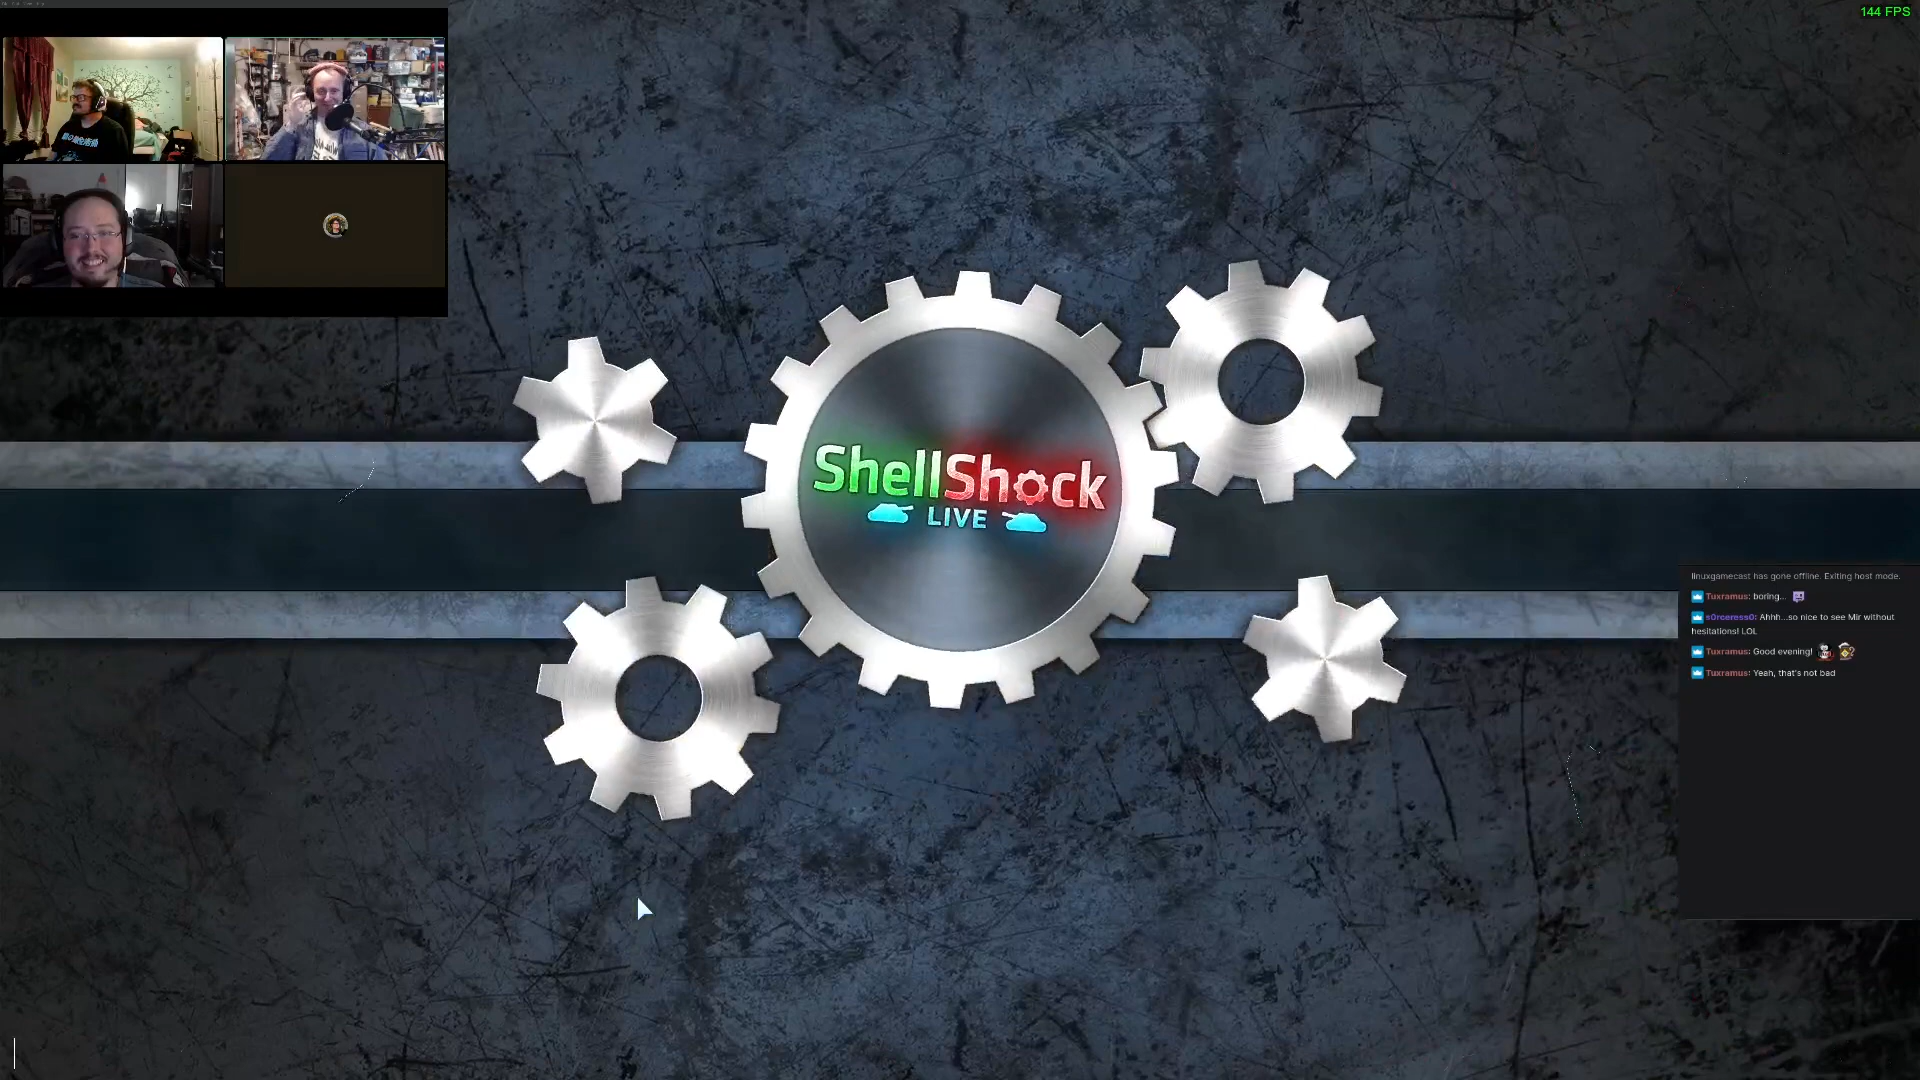 144 FPS
ShellShock
LIVE
linuxgamecast has gone offline. Exiting host mode.
Tuxramus: boring...
s0rceress0: Ahhh...so nice to see Mir without
hesitations! LOL
Tuxramus: Good evening!
Tuxramus: Yeah, that's not bad